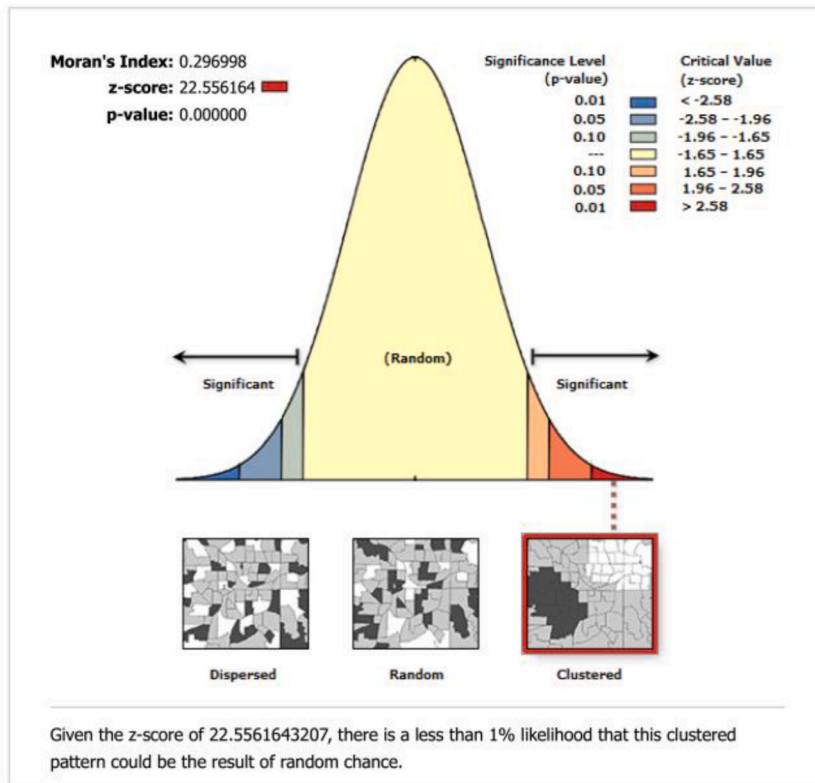 Moran's Index: 0.296998
z-score: 22.556164
p-value: 0.000000
Significance Level
(p-value)
Critical Value
(z-score)
0.01 < -2.58
0.05 -2.58 – -1.96
0.10 -1.96 – -1.65
--- -1.65 – 1.65
0.10 1.65 – 1.96
0.05 1.96 – 2.58
0.01 > 2.58
(Random)
Significant
Significant
Dispersed
Random
Clustered
Given the z-score of 22.5561643207, there is a less than 1% likelihood that this clustered
pattern could be the result of random chance.